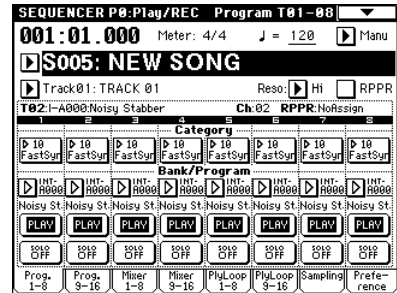 SEQUENCER P0:Play/REC Program T01-08
001:01.000 Meter: 4/4 ♩ = 120 Manu
S005: NEW SONG
Track01: TRACK 01 Reso: Hi RPPR
T02:I-A000:Noisy Stabber Ch:02 RPPR:NoAssign
1 2 3 4 5 6 7 8
Category
10 10 10 10 10 10 10 10
FastSyn FastSyn FastSyn FastSyn FastSyn FastSyn FastSyn FastSyn
Bank/Program
INT- INT- INT- INT- INT- INT- INT- INT-
A000 A000 A000 A000 A000 A000 A000 A000
Noisy St. Noisy St. Noisy St. Noisy St. Noisy St. Noisy St. Noisy St. Noisy St.
PLAY PLAY PLAY PLAY PLAY PLAY PLAY PLAY
SOLO SOLO SOLO SOLO SOLO SOLO SOLO SOLO
OFF OFF OFF OFF OFF OFF OFF OFF
Prog. Prog. Mixer Mixer PlyLoop PlyLoop Sampling Prefe-
1-8 9-16 1-8 9-16 1-8 9-16 rence